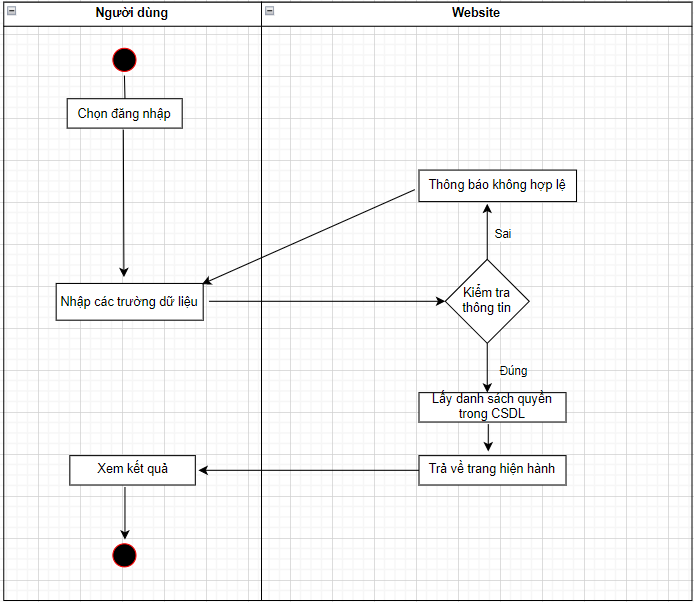 Người dùng
Website
Chọn đăng nhập
Thông báo không hợp lệ
Sai
Nhập các trường dữ liệu
Kiểm tra
thông tin
Đúng
Lấy danh sách quyền
trong CSDL
Xem kết quả
Trả về trang hiện hành